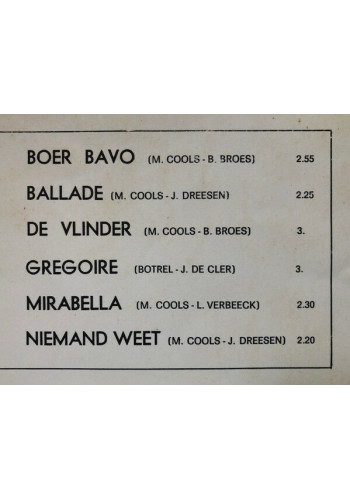 BOER BAVO (M. COOLS - B. BROES) 2.55
BALLADE (M. COOLS - J. DREESEN) 2.25
DE VLINDER (M. COOLS - B. BROES) 3.
GREGOIRE (BOTREL - J. DE CLER) 3.
MIRABELLA (M. COOLS - L. VERBEECK) 2.30
NIEMAND WEET (M. COOLS - J. DREESEN) 2.20